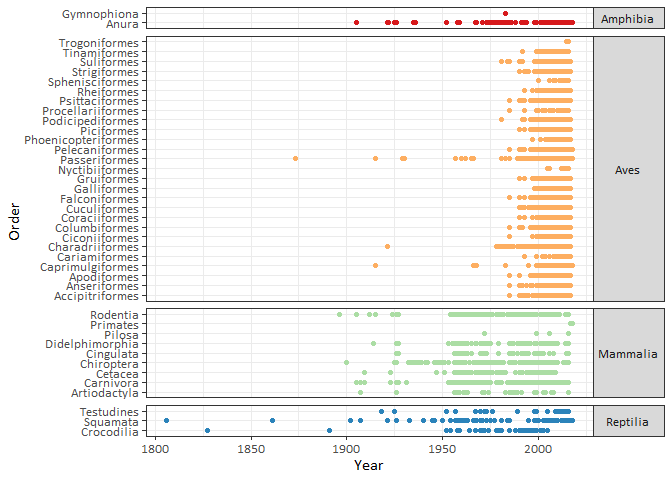 Gymnophiona
Anura
Amphibia
Trogoniformes
Tinamiformes
Suliformes
Strigiformes
Sphenisciformes
Rheiformes
Psittaciformes
Procellariiformes
Podicipediformes
Piciformes
Phoenicopteriformes
Pelecaniformes
Passeriformes
Nyctibiiformes
Gruiformes
Galliformes
Falconiformes
Cuculiformes
Coraciiformes
Columbiformes
Ciconiiformes
Charadriiformes
Cariamiformes
Caprimulgiformes
Apodiformes
Anseriformes
Accipitriformes
Aves
Rodentia
Primates
Pilosa
Didelphimorphia
Cingulata
Chiroptera
Cetacea
Carnivora
Artiodactyla
Mammalia
Testudines
Squamata
Crocodilia
Reptilia
Order
1800 1850 1900 1950 2000
Year